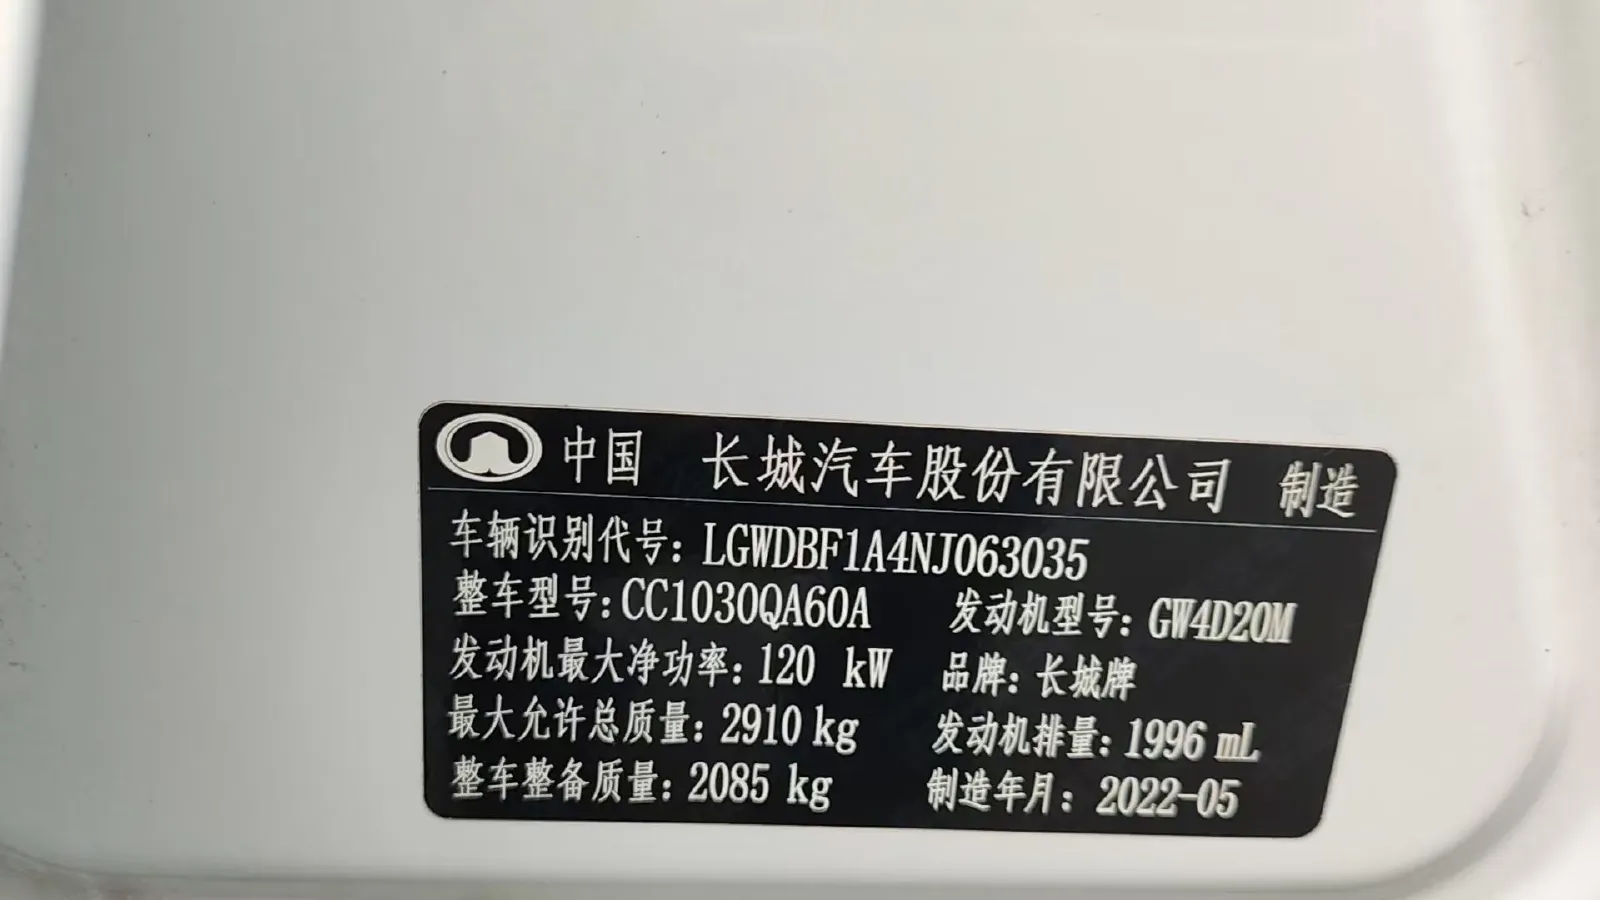 中国 长城汽车股份有限公司 制造
车辆识别代号：LGWDBF1A4NJ063035
整车型号：CC1030QA60A 发动机型号：GW4D20M
发动机最大净功率：120 kW 品牌：长城牌
最大允许总质量：2910 kg 发动机排量：1996 mL
整车整备质量：2085 kg 制造年月：2022-05